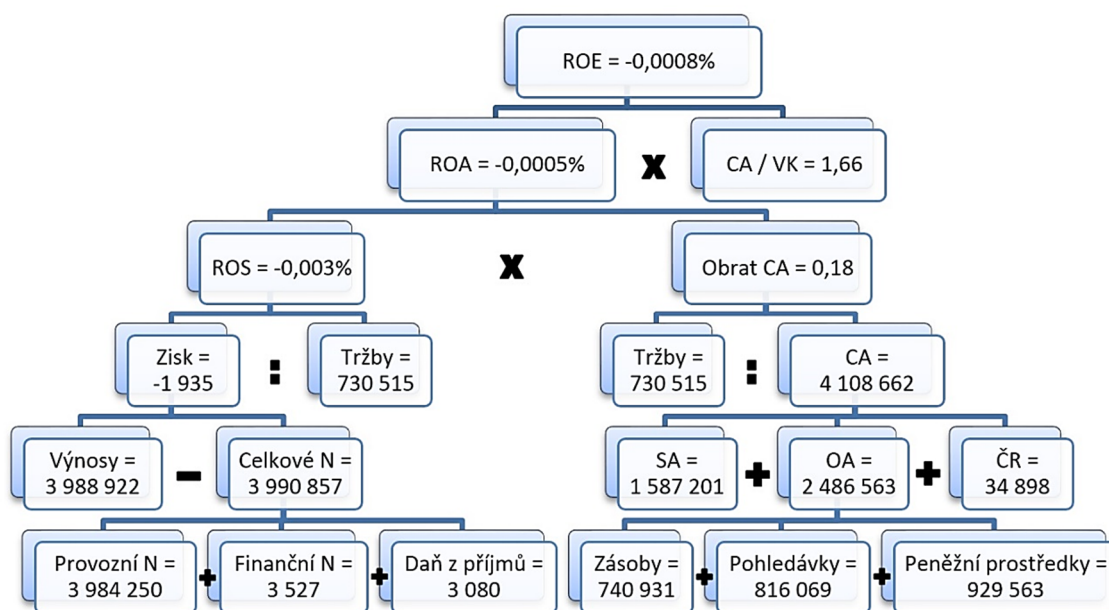 ROE = -0,0008%
ROA = -0,0005%
x
CA / VK = 1,66
ROS = -0,003%
x
Obrat CA = 0,18
Zisk =
-1 935
:
Tržby =
730 515
Tržby =
730 515
:
CA =
4 108 662
Výnosy =
3 988 922
-
Celkové N =
3 990 857
SA =
1 587 201
+
OA =
2 486 563
+
ČR =
34 898
Provozní N =
3 984 250
+
Finanční N =
3 527
+
Daň z příjmů =
3 080
Zásoby =
740 931
+
Pohledávky =
816 069
+
Peněžní prostředky =
929 563